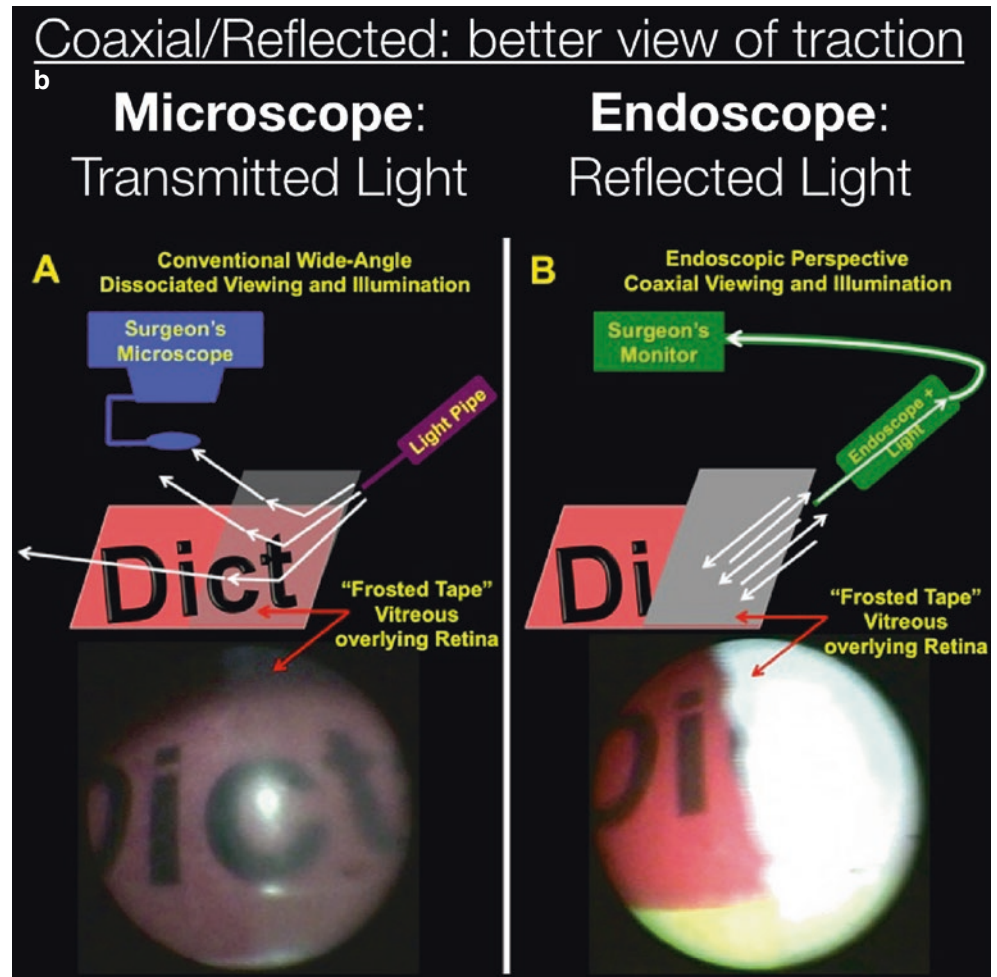 Coaxial/Reflected: better view of traction
b
Microscope:
Transmitted Light
Endoscope:
Reflected Light
A
Conventional Wide-Angle
Dissociated Viewing and Illumination
Surgeon's
Microscope
Light Pipe
Dict
"Frosted Tape"
Vitreous
overlying Retina
Dict
B
Endoscopic Perspective
Coaxial Viewing and Illumination
Surgeon's
Monitor
Endoscope +
Light
Di
"Frosted Tape"
Vitreous
overlying Retina
Di